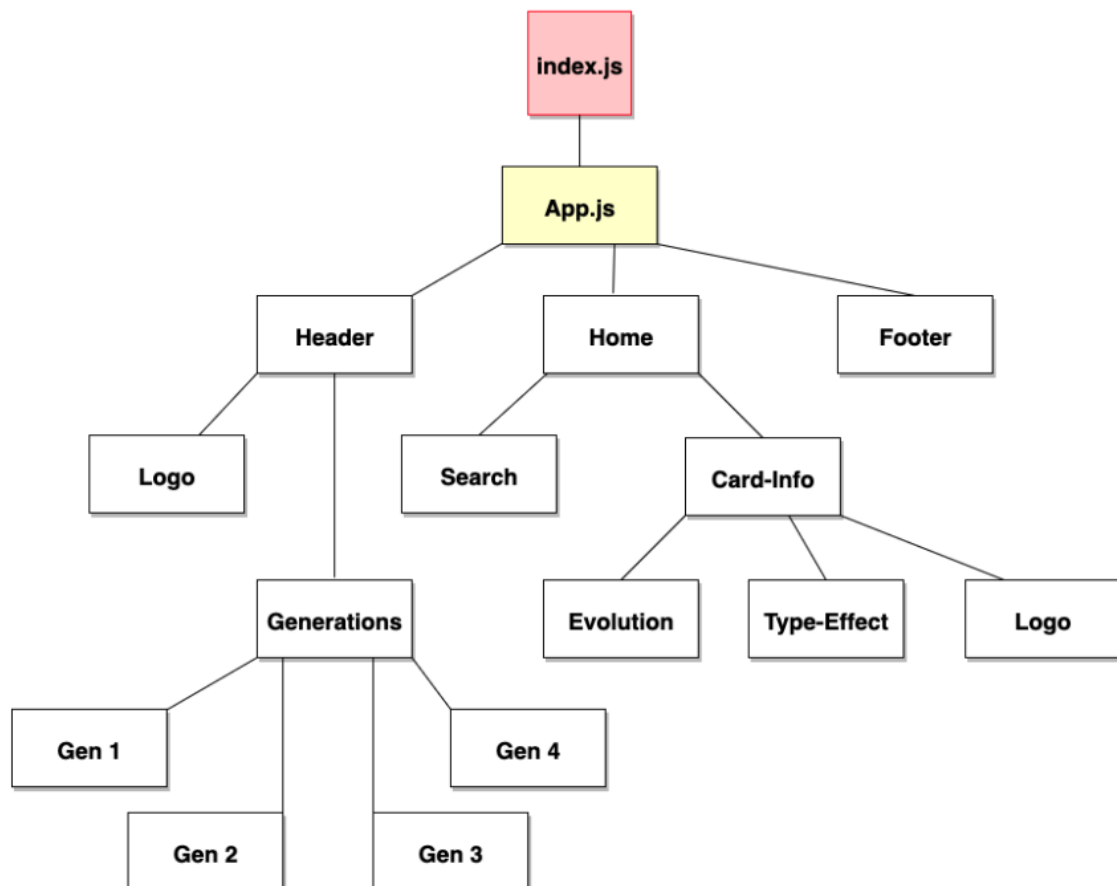 index.js
App.js
Header
Home
Footer
Logo
Search
Card-Info
Generations
Evolution
Type-Effect
Logo
Gen 1
Gen 4
Gen 2
Gen 3